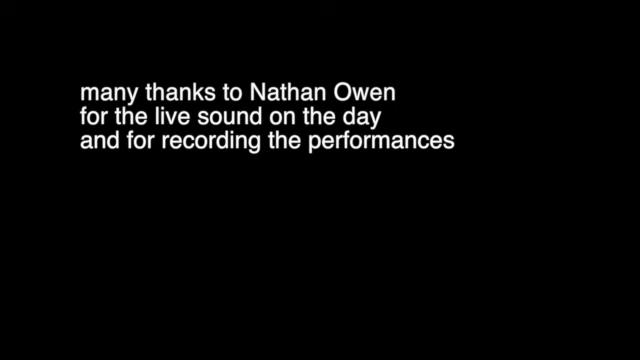 many thanks to Nathan Owen
for the live sound on the day
and for recording the performances